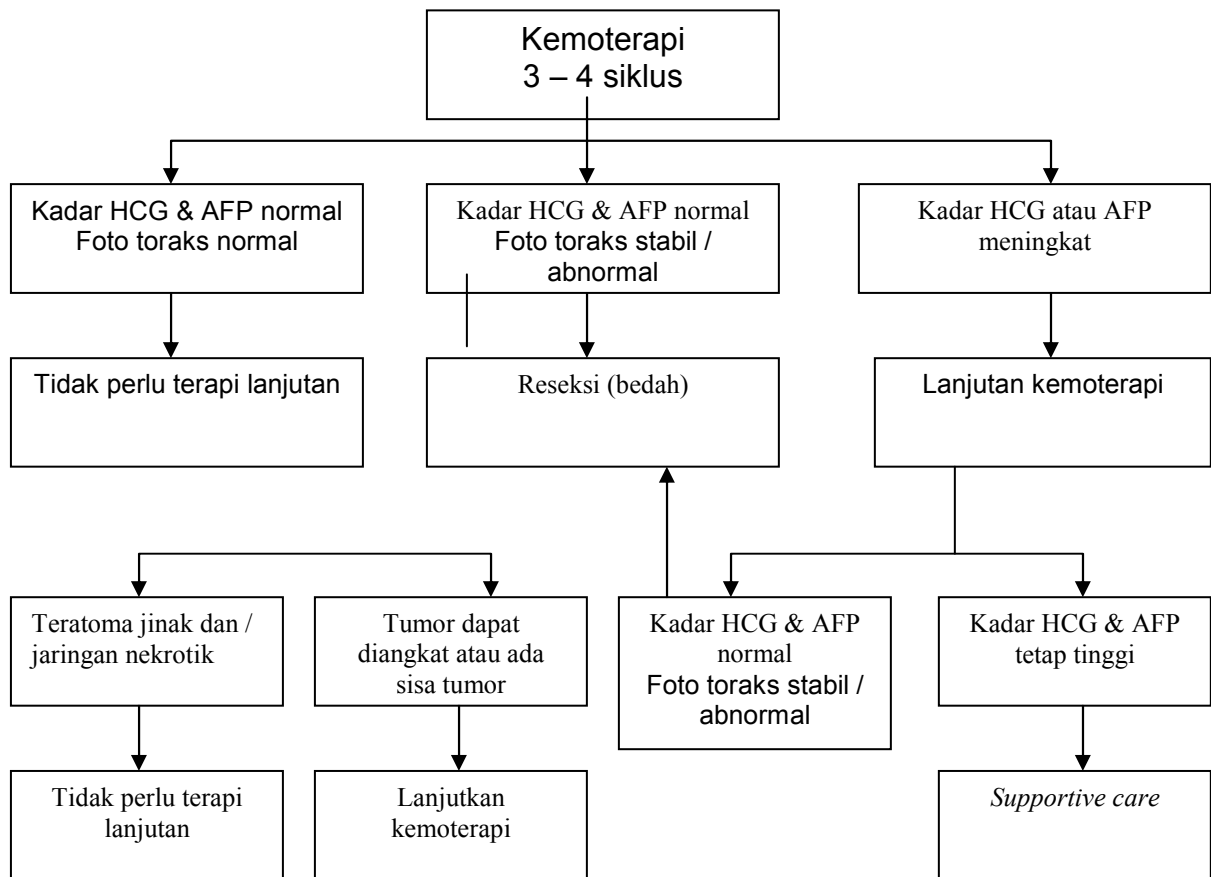 Kemoterapi
3 – 4 siklus
Kadar HCG & AFP normal
Foto toraks normal
Kadar HCG & AFP normal
Foto toraks stabil /
abnormal
Kadar HCG atau AFP
meningkat
Tidak perlu terapi lanjutan
Reseksi (bedah)
Lanjutan kemoterapi
Teratoma jinak dan /
jaringan nekrotik
Tumor dapat
diangkat atau ada
sisa tumor
Kadar HCG & AFP
normal
Foto toraks stabil /
abnormal
Kadar HCG & AFP
tetap tinggi
Tidak perlu terapi
lanjutan
Lanjutkan
kemoterapi
Supportive care